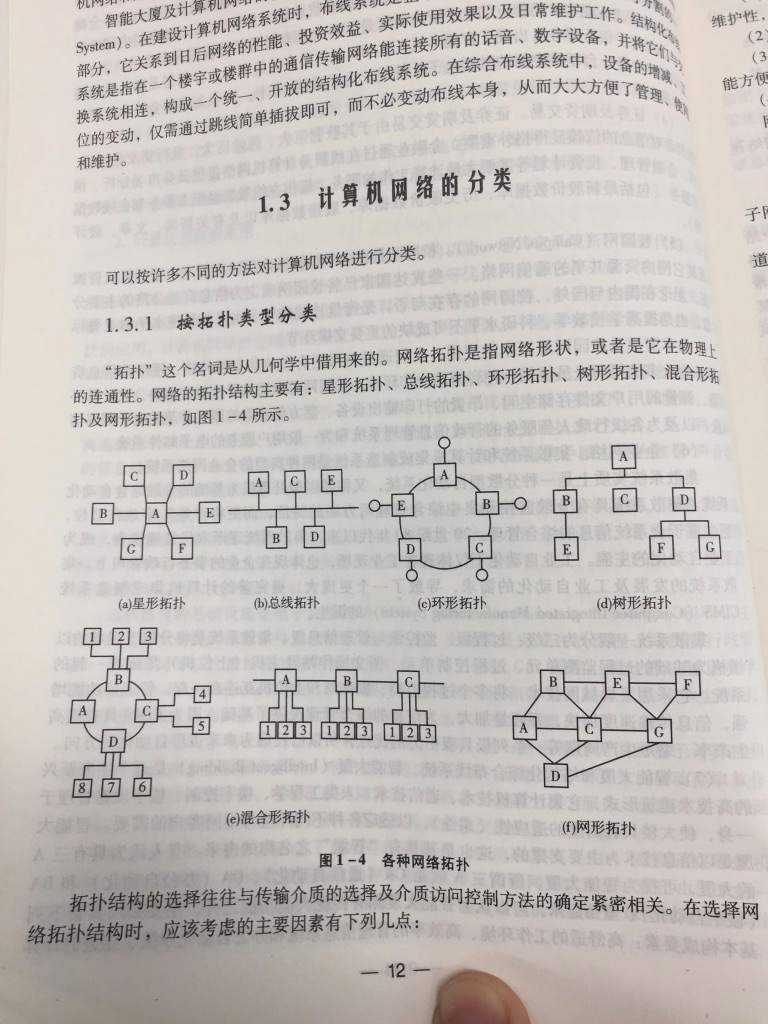 智能大厦及计算机网络的
System)。在建设计算机网络系统时，布线系统是整
部分，它关系到日后网络的性能、投资效益、实际使用效果以及日常维护工作。结构化布线
系统是指在一个楼宇或楼群中的通信传输网络能连接所有的话音、数字设备，并将它们与
换系统相连，构成一个统一、开放的结构化布线系统。在综合布线系统中，设备的增减、
位的变动，仅需通过跳线简单插拔即可，而不必变动布线本身，从而大大方便了管理、使用
和维护。
1.3 计算机网络的分类
可以按许多不同的方法对计算机网络进行分类。
1.3.1 按拓扑类型分类
“拓扑”这个名词是从几何学中借用来的。网络拓扑是指网络形状，或者是它在物理上
的连通性。网络的拓扑结构主要有：星形拓扑、总线拓扑、环形拓扑、树形拓扑、混合形拓
扑及网形拓扑，如图1-4所示。
C D
B A E
G F
A C E
B D
A
E B
D C
A
B C D
E F G
(a)星形拓扑 (b)总线拓扑 (c)环形拓扑 (d)树形拓扑
1 2 3
B
A C 4
5
D
8 7 6
A B C
1 2 3 1 2 3 1 2 3
B E F
A C G
D
(e)混合形拓扑 (f)网形拓扑
图1-4 各种网络拓扑
拓扑结构的选择往往与传输介质的选择及介质访问控制方法的确定紧密相关。在选择网
络拓扑结构时，应该考虑的主要因素有下列几点：
— 12 —
维护性，
(2)
(3
能方便
子网
道